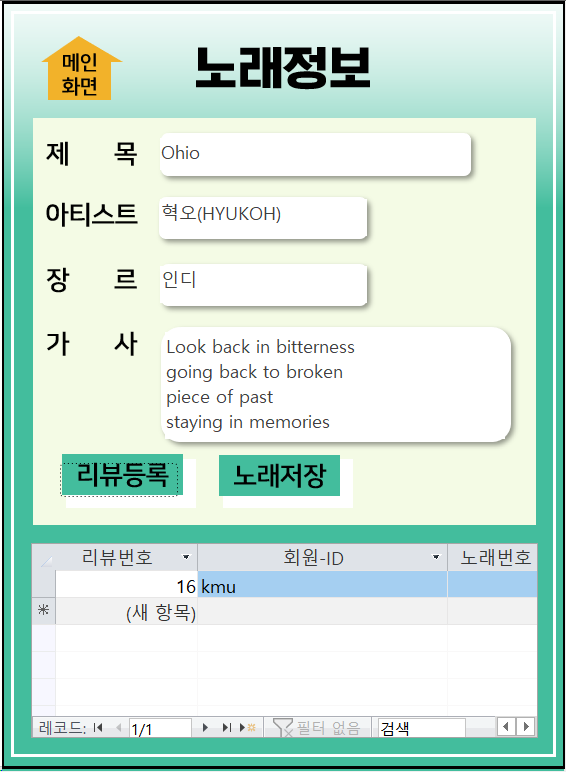 메인
화면
노래정보
제 목 Ohio
아티스트 혁오(HYUKOH)
장 르 인디
가 사
Look back in bitterness
going back to broken
piece of past
staying in memories
리뷰등록 노래저장
리뷰번호 회원-ID 노래번호
16 kmu
(새 항목)
레코드: 1/1 필터 없음 검색